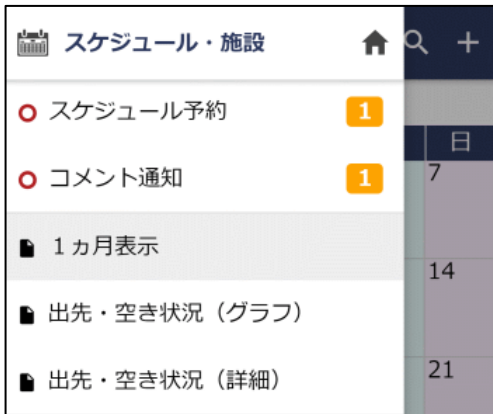 スケジュール・施設
スケジュール予約 1
コメント通知 1
１ヵ月表示
出先・空き状況（グラフ）
出先・空き状況（詳細）
日
7
14
21